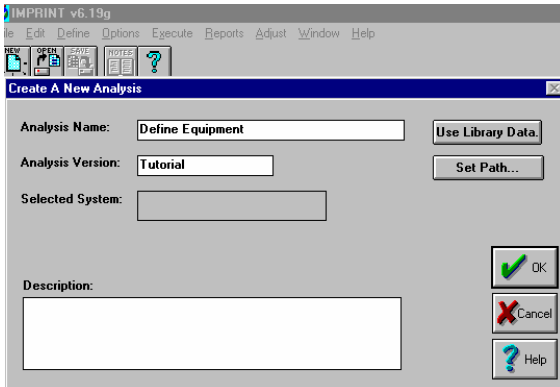 IMPRINT v6.19g
ile Edit Define Options Execute Reports Adjust Window Help
NEW OPEN SAVE NOTES
Create A New Analysis
Analysis Name: Define Equipment Use Library Data.
Analysis Version: Tutorial Set Path...
Selected System:
OK
Description:
Cancel
Help